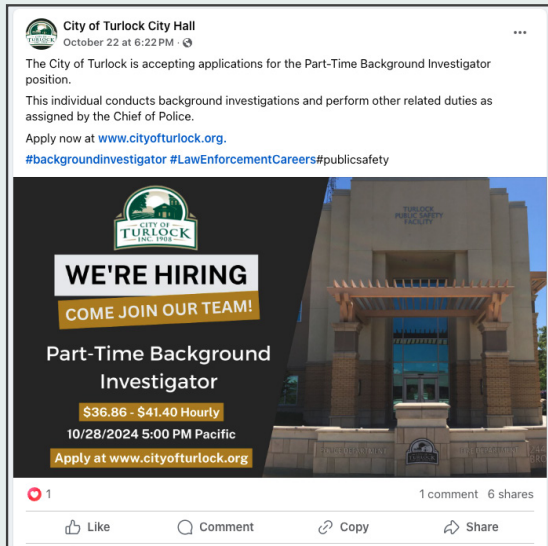 City of Turlock City Hall
October 22 at 6:22 PM ·
The City of Turlock is accepting applications for the Part-Time Background Investigator
position.
This individual conducts background investigations and perform other related duties as
assigned by the Chief of Police.
Apply now at www.cityofturlock.org.
#backgroundinvestigator #LawEnforcementCareers#publicsafety
CITY OF
TURLOCK
INC. 1908
WE'RE HIRING
COME JOIN OUR TEAM!
Part-Time Background
Investigator
$36.86 - $41.40 Hourly
10/28/2024 5:00 PM Pacific
Apply at www.cityofturlock.org
TURLOCK
PUBLIC SAFETY
FACILITY
TURLOCK
1
1 comment 6 shares
Like
Comment
Copy
Share